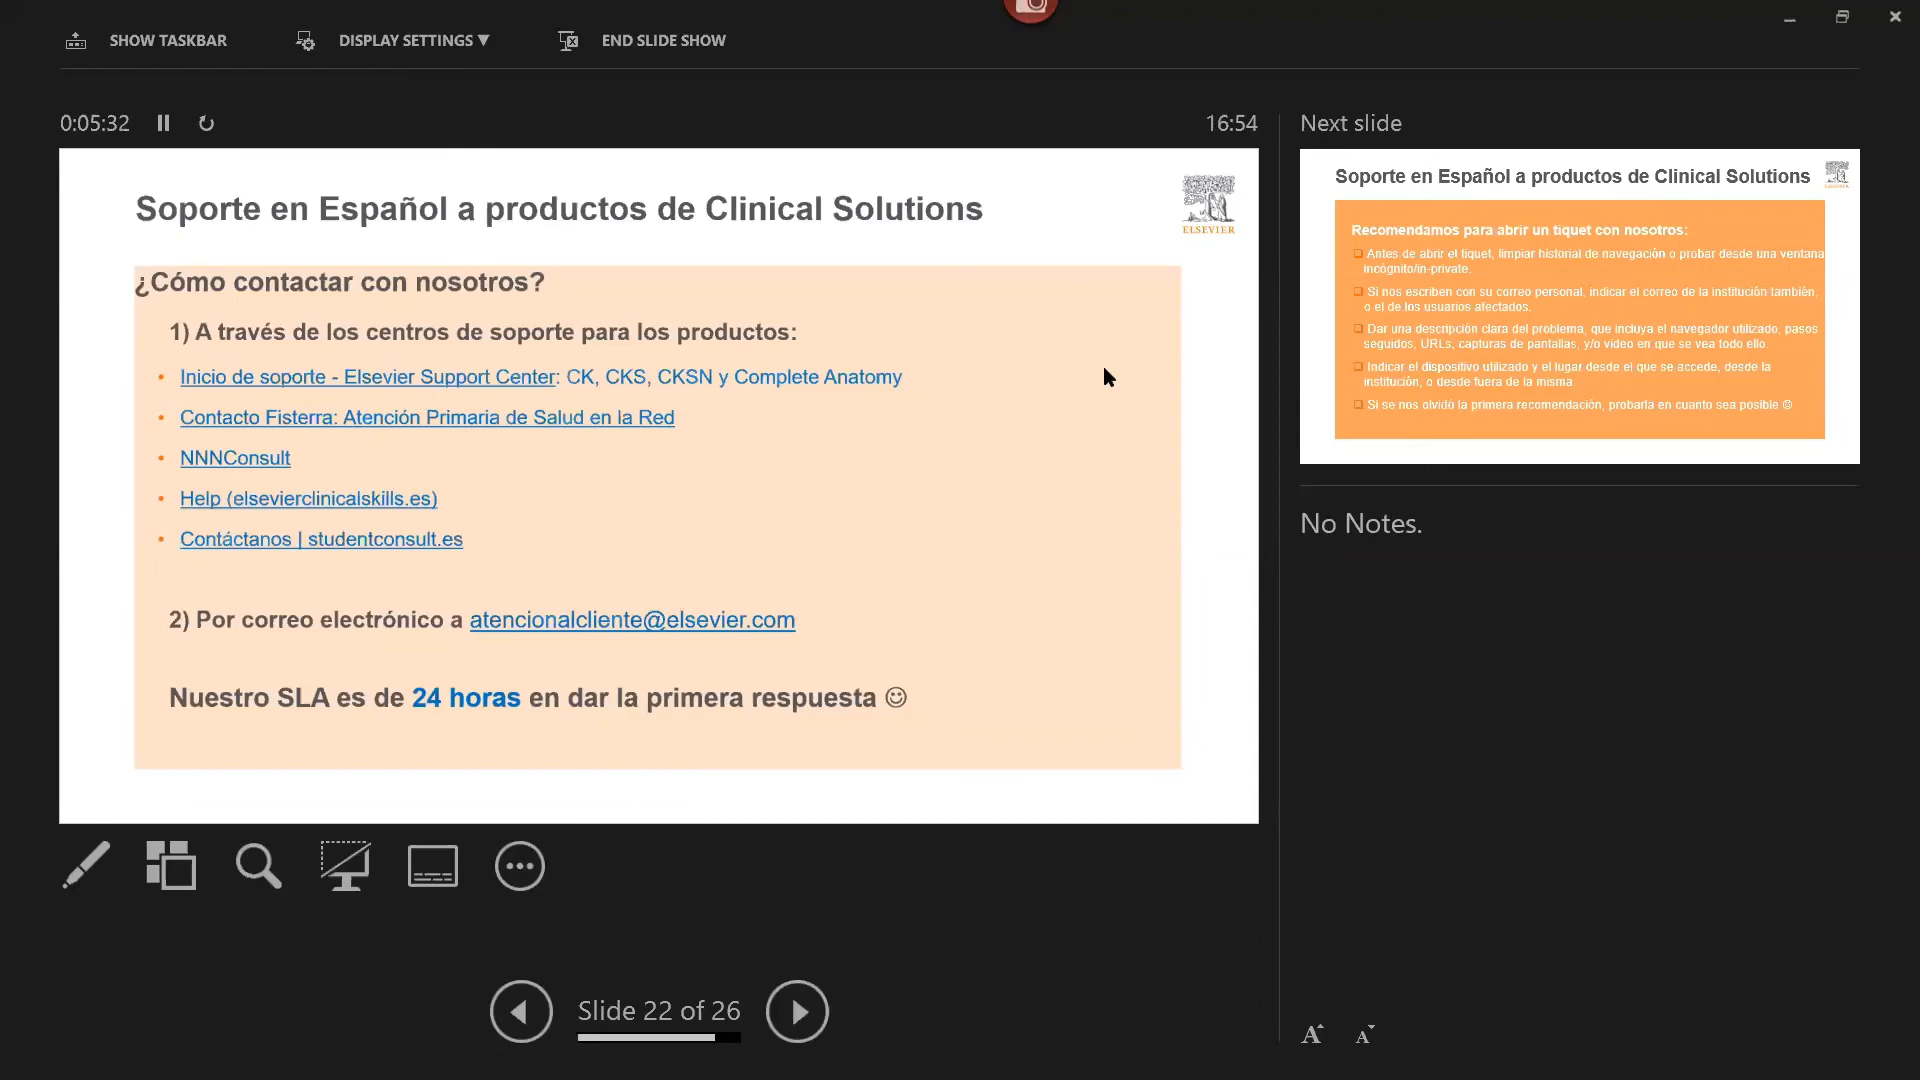 SHOW TASKBAR
DISPLAY SETTINGS ▼
END SLIDE SHOW
0:05:32
16:54
Next slide
Soporte en Español a productos de Clinical Solutions
ELSEVIER
¿Cómo contactar con nosotros?
1) A través de los centros de soporte para los productos:
• Inicio de soporte - Elsevier Support Center: CK, CKS, CKSN y Complete Anatomy
• Contacto Fisterra: Atención Primaria de Salud en la Red
• NNNConsult
• Help (elsevierclinicalskills.es)
• Contáctanos | studentconsult.es
2) Por correo electrónico a atencionalcliente@elsevier.com
Nuestro SLA es de 24 horas en dar la primera respuesta ☺
Soporte en Español a productos de Clinical Solutions
ELSEVIER
Recomendamos para abrir un tiquet con nosotros:
❑ Antes de abrir el tiquet, limpiar historial de navegación o probar desde una ventana
incógnito/in-private.
❑ Si nos escriben con su correo personal, indicar el correo de la institución también,
o el de los usuarios afectados.
❑ Dar una descripción clara del problema, que incluya el navegador utilizado, pasos
seguidos, URLs, capturas de pantallas, y/o video en que se vea todo ello.
❑ Indicar el dispositivo utilizado y el lugar desde el que se accede, desde la
institución, o desde fuera de la misma.
❑ Si se nos olvidó la primera recomendación, probarla en cuanto sea posible ☺
No Notes.
Slide 22 of 26
A A